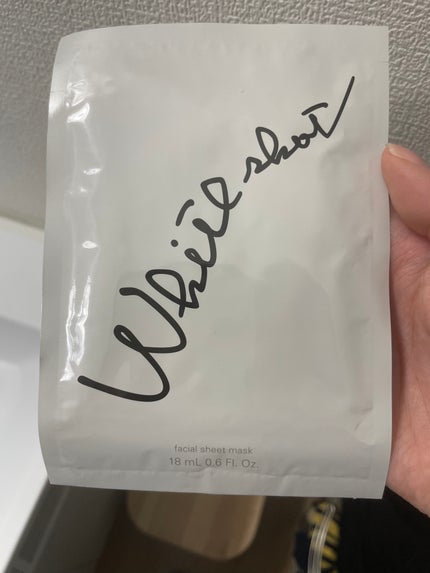 White shot
facial sheet mask
18 mL 0.6 Fl. Oz.